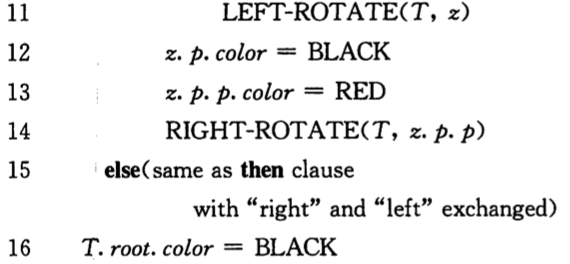 11 LEFT-ROTATE(T, z)
12 z. p. color = BLACK
13 z. p. p. color = RED
14 RIGHT-ROTATE(T, z. p. p)
15 else(same as then clause
with “right” and “left” exchanged)
16 T. root. color = BLACK